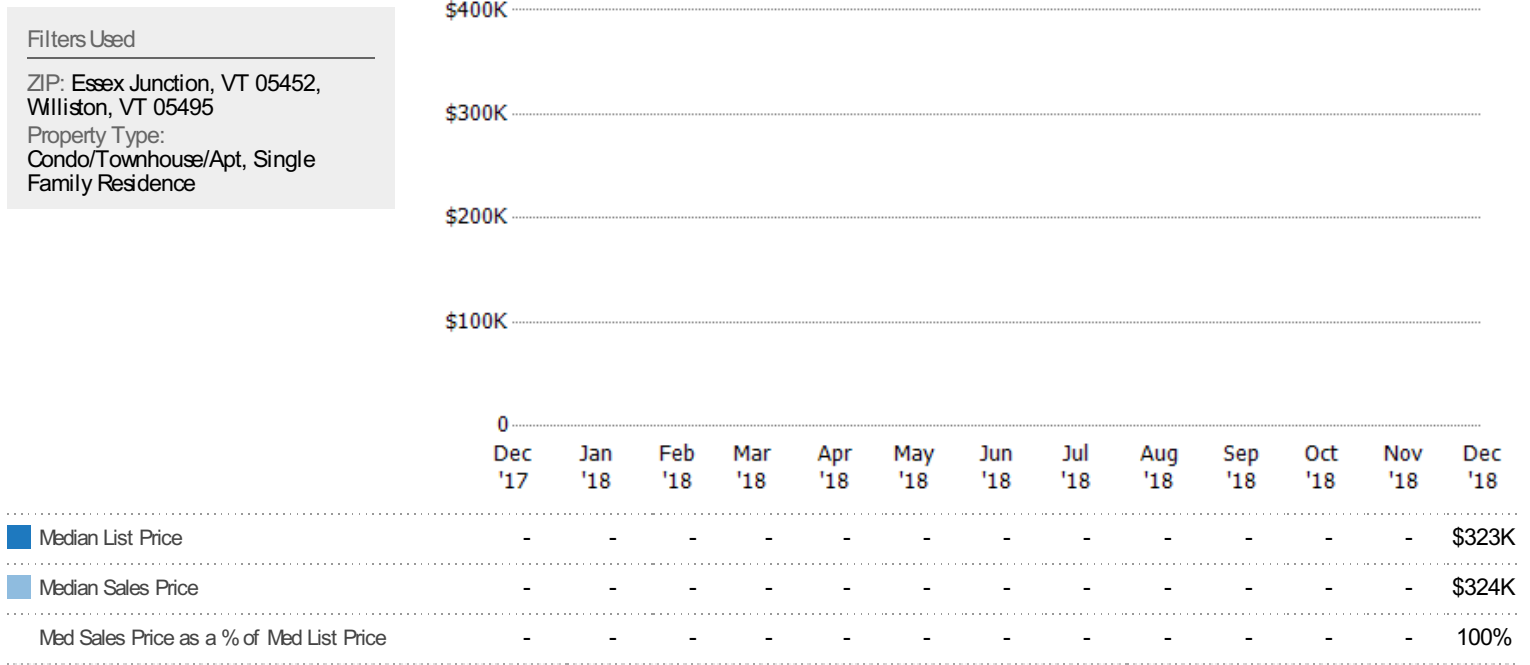 Filters Used
ZIP: Essex Junction, VT 05452,
Williston, VT 05495
Property Type:
Condo/Townhouse/Apt, Single
Family Residence
$400K
$300K
$200K
$100K
0
Dec Jan Feb Mar Apr May Jun Jul Aug Sep Oct Nov Dec
'17 '18 '18 '18 '18 '18 '18 '18 '18 '18 '18 '18 '18
Median List Price - - - - - - - - - - - - $323K
Median Sales Price - - - - - - - - - - - - $324K
Med Sales Price as a % of Med List Price - - - - - - - - - - - - 100%